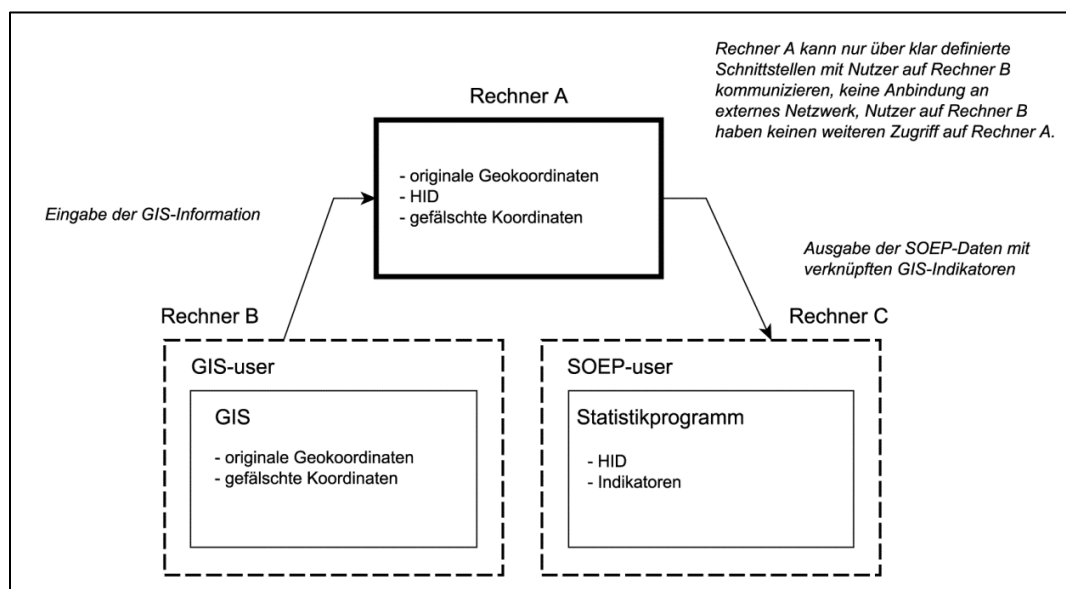 Rechner A kann nur über klar definierte
Schnittstellen mit Nutzer auf Rechner B
kommunizieren, keine Anbindung an
externes Netzwerk, Nutzer auf Rechner B
haben keinen weiteren Zugriff auf Rechner A.
Rechner A
- originale Geokoordinaten
- HID
- gefälschte Koordinaten
Eingabe der GIS-Information
Ausgabe der SOEP-Daten mit
verknüpften GIS-Indikatoren
Rechner B
GIS-user
GIS
- originale Geokoordinaten
- gefälschte Koordinaten
Rechner C
SOEP-user
Statistikprogramm
- HID
- Indikatoren